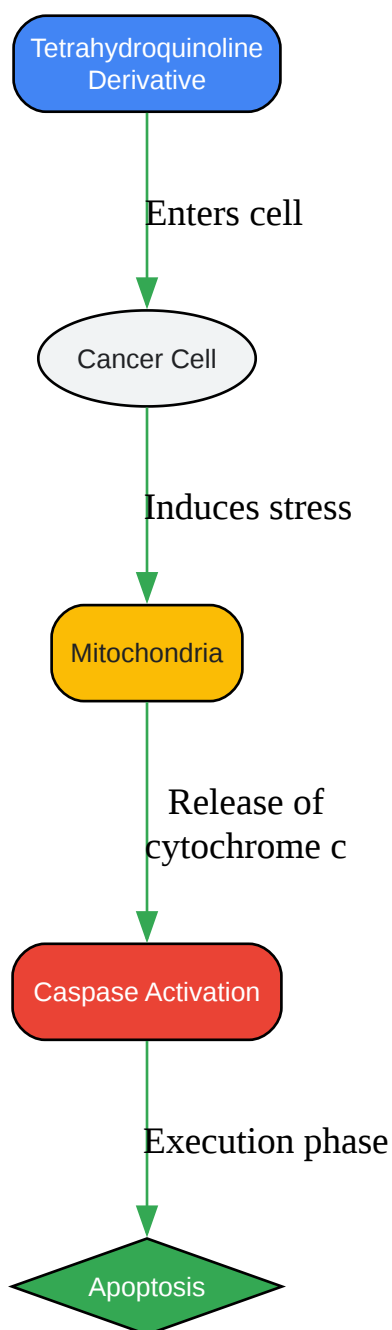 Tetrahydroquinoline
Derivative
Enters cell
Cancer Cell
Induces stress
Mitochondria
Release of
cytochrome c
Caspase Activation
Execution phase
Apoptosis